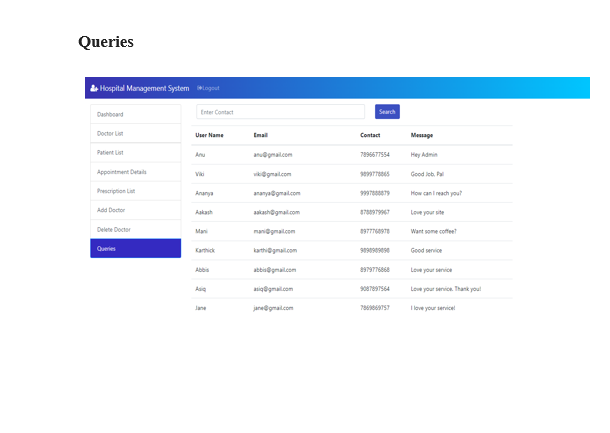 Queries
Hospital Management System Logout
Enter Contact Search
Dashboard
Doctor List
Patient List
Appointment Details
Prescription List
Add Doctor
Delete Doctor
Queries
User Name Email Contact Message
Anu anu@gmail.com 7896677554 Hey Admin
Viki viki@gmail.com 9899778865 Good Job, Pal
Ananya ananya@gmail.com 9997888879 How can I reach you?
Aakash aakash@gmail.com 8788979967 Love your site
Mani mani@gmail.com 8977768978 Want some coffee?
Karthick karthi@gmail.com 9898989898 Good service
Abbis abbis@gmail.com 8979776868 Love your service
Asiq asiq@gmail.com 9087897564 Love your service. Thank you!
Jane jane@gmail.com 7869869757 I love your service!